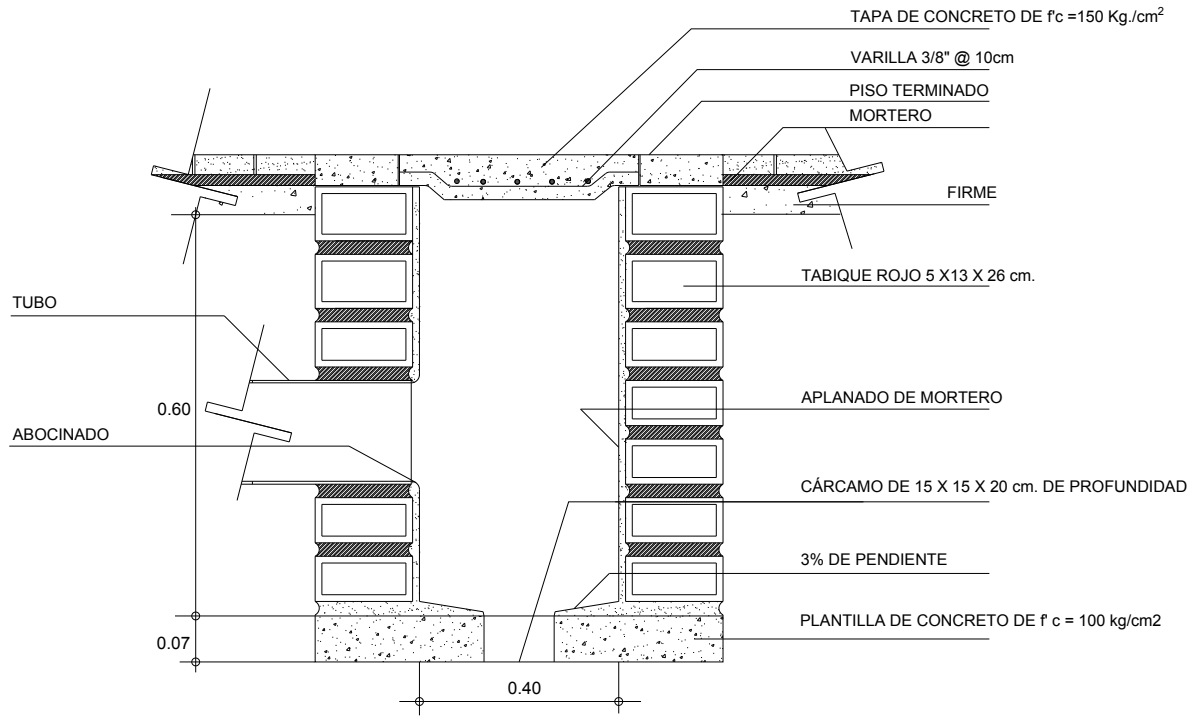 TAPA DE CONCRETO DE f'c =150 Kg./cm²
VARILLA 3/8" @ 10cm
PISO TERMINADO
MORTERO
FIRME
TABIQUE ROJO 5 X13 X 26 cm.
TUBO
0.60
APLANADO DE MORTERO
ABOCINADO
CÁRCAMO DE 15 X 15 X 20 cm. DE PROFUNDIDAD
3% DE PENDIENTE
PLANTILLA DE CONCRETO DE f' c = 100 kg/cm2
0.07
0.40